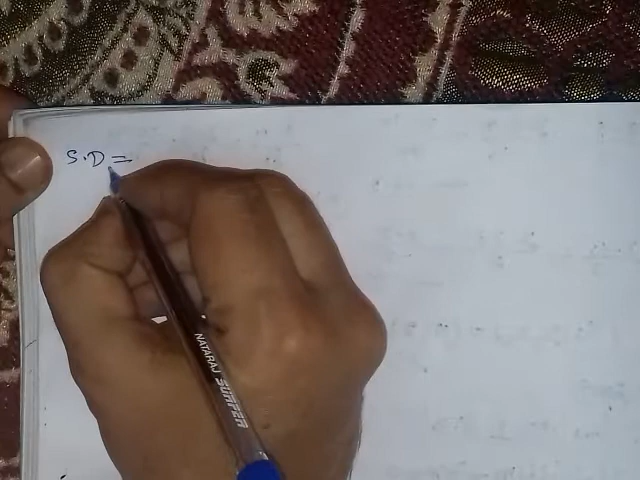 S.D =
NATARAJ SUPER